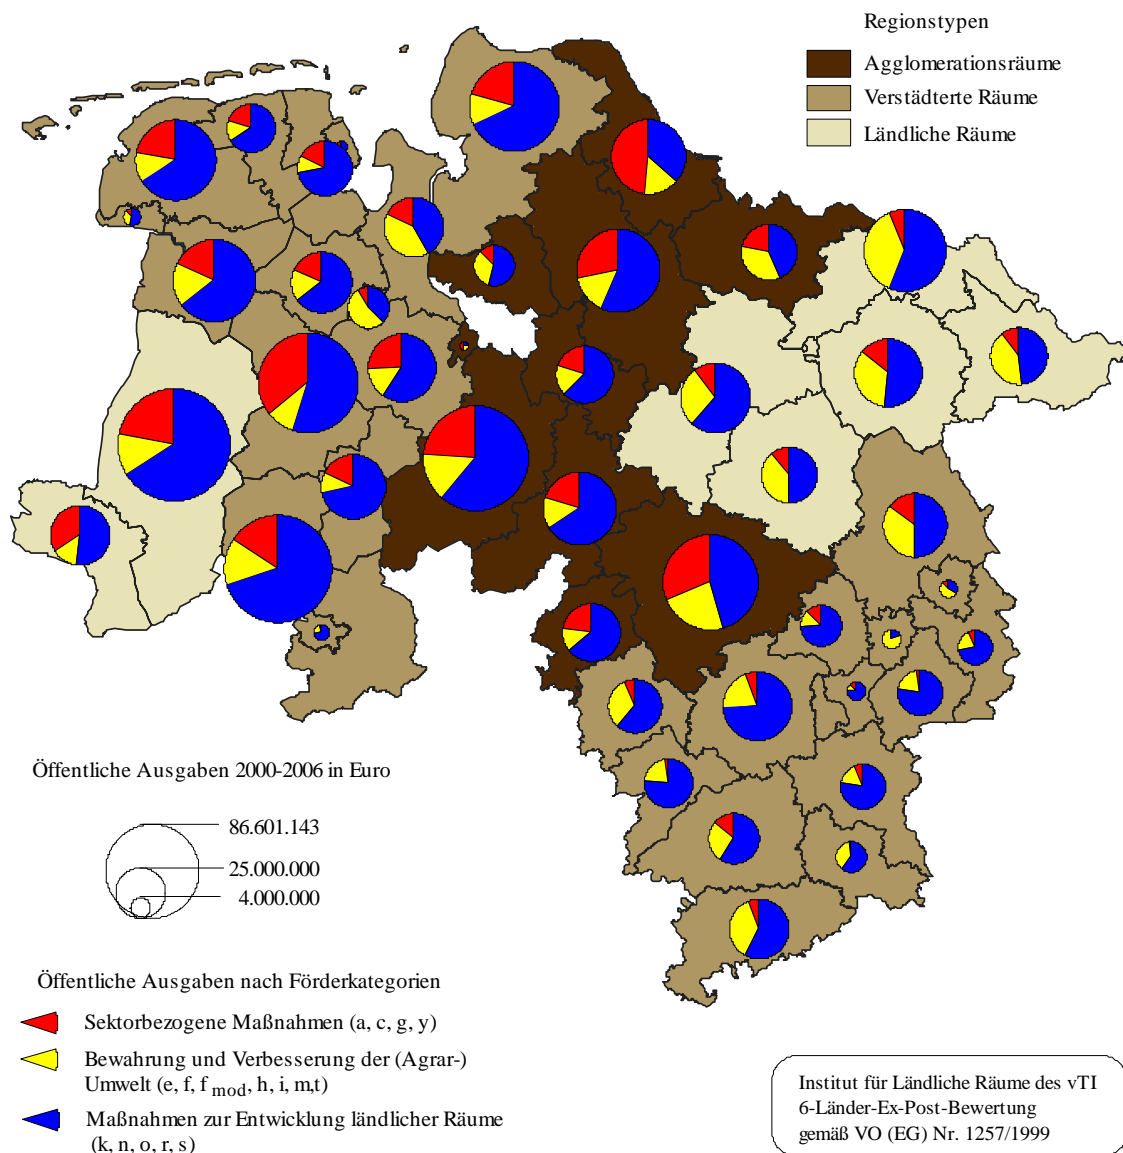 Regionstypen
Agglomerationsräume
Verstädterte Räume
Ländliche Räume
Öffentliche Ausgaben 2000-2006 in Euro
86.601.143
25.000.000
4.000.000
Öffentliche Ausgaben nach Förderkategorien
Sektorbezogene Maßnahmen (a, c, g, y)
Bewahrung und Verbesserung der (Agrar-)
Umwelt (e, f, f mod, h, i, m,t)
Maßnahmen zur Entwicklung ländlicher Räume
(k, n, o, r, s)
Institut für Ländliche Räume des vTI
6-Länder-Ex-Post-Bewertung
gemäß VO (EG) Nr. 1257/1999